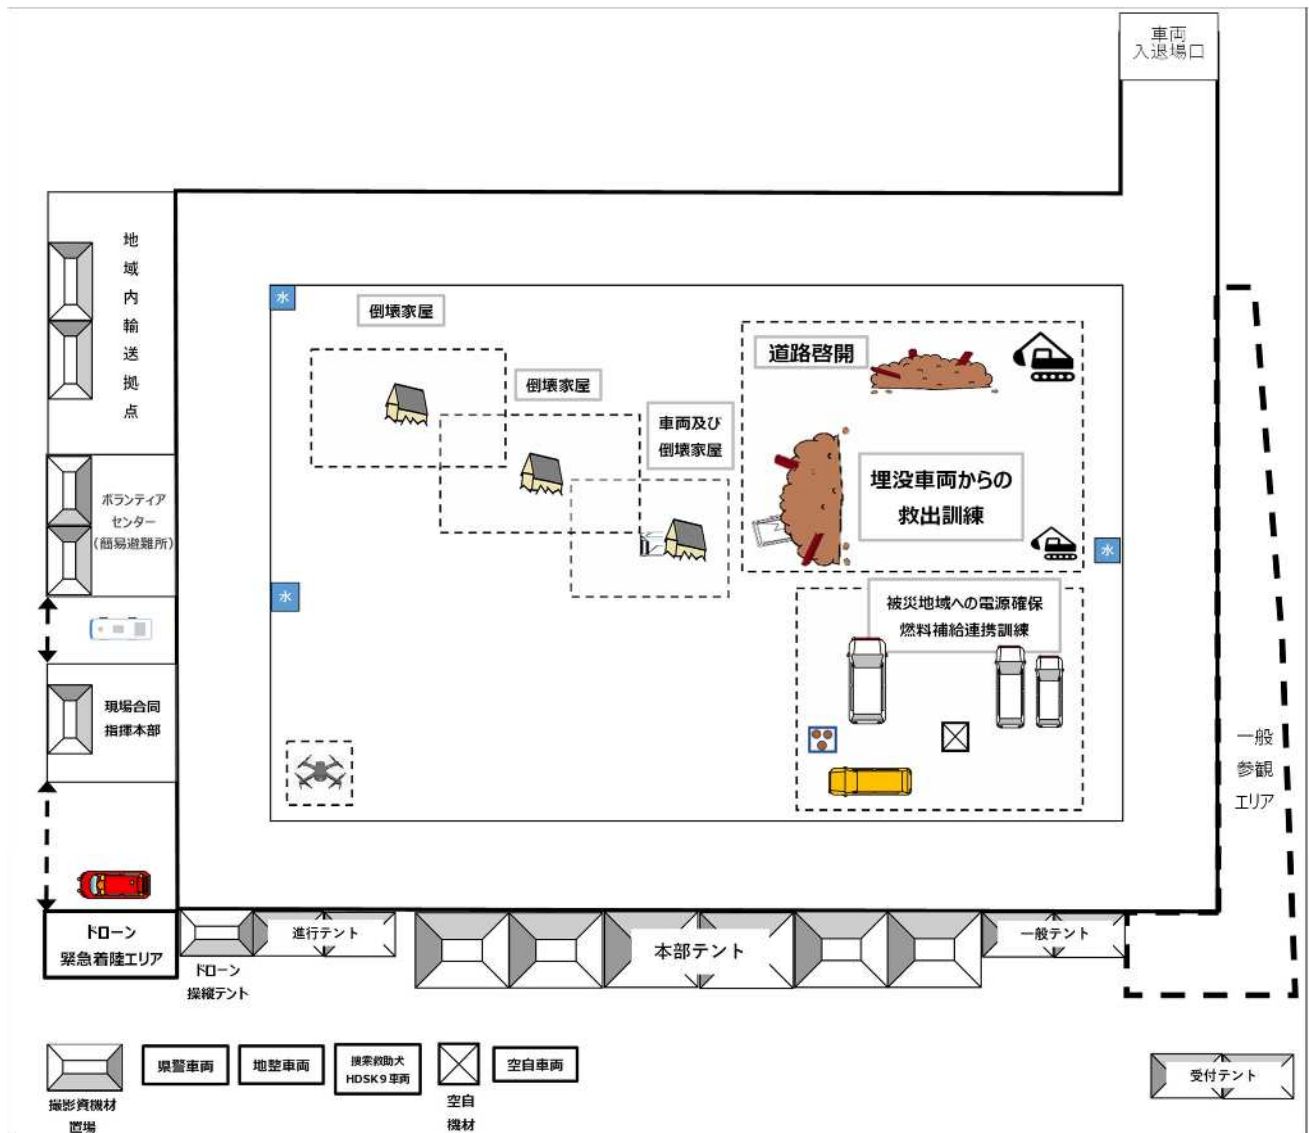 車両
入退場口
地域内輸送拠点
水
倒壊家屋
倒壊家屋
車両及び
倒壊家屋
道路啓開
埋没車両からの
救出訓練
水
水
ボランティア
センター
(簡易避難所)
被災地域への電源確保
燃料補給連携訓練
現場合同
指揮本部
一般
参観
エリア
ドローン
緊急着陸エリア
ドローン
操縦テント
進行テント
本部テント
一般テント
撮影資機材
置場
県警車両
地整車両
捜索救助犬
HDSK9車両
空自
機材
空自車両
受付テント